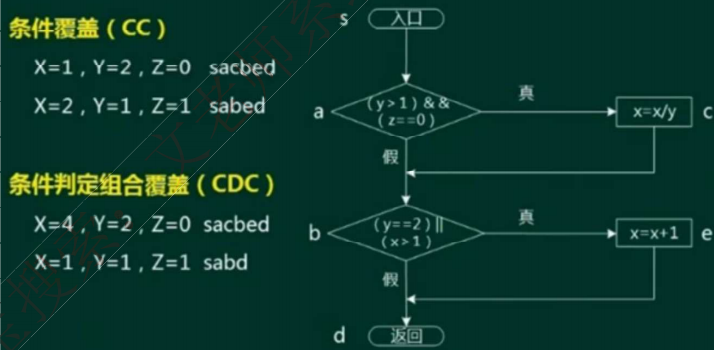 条件覆盖（CC）
X=1，Y=2，Z=0 sacbed
X=2，Y=1，Z=1 sabed
条件判定组合覆盖（CDC）
X=4，Y=2，Z=0 sacbed
X=1，Y=1，Z=1 sabd
s 入口
a (y>1)&&
(z==0)
真
x=x/y c
假
b (y==2)||
(x>1)
真
x=x+1 e
假
d 返回